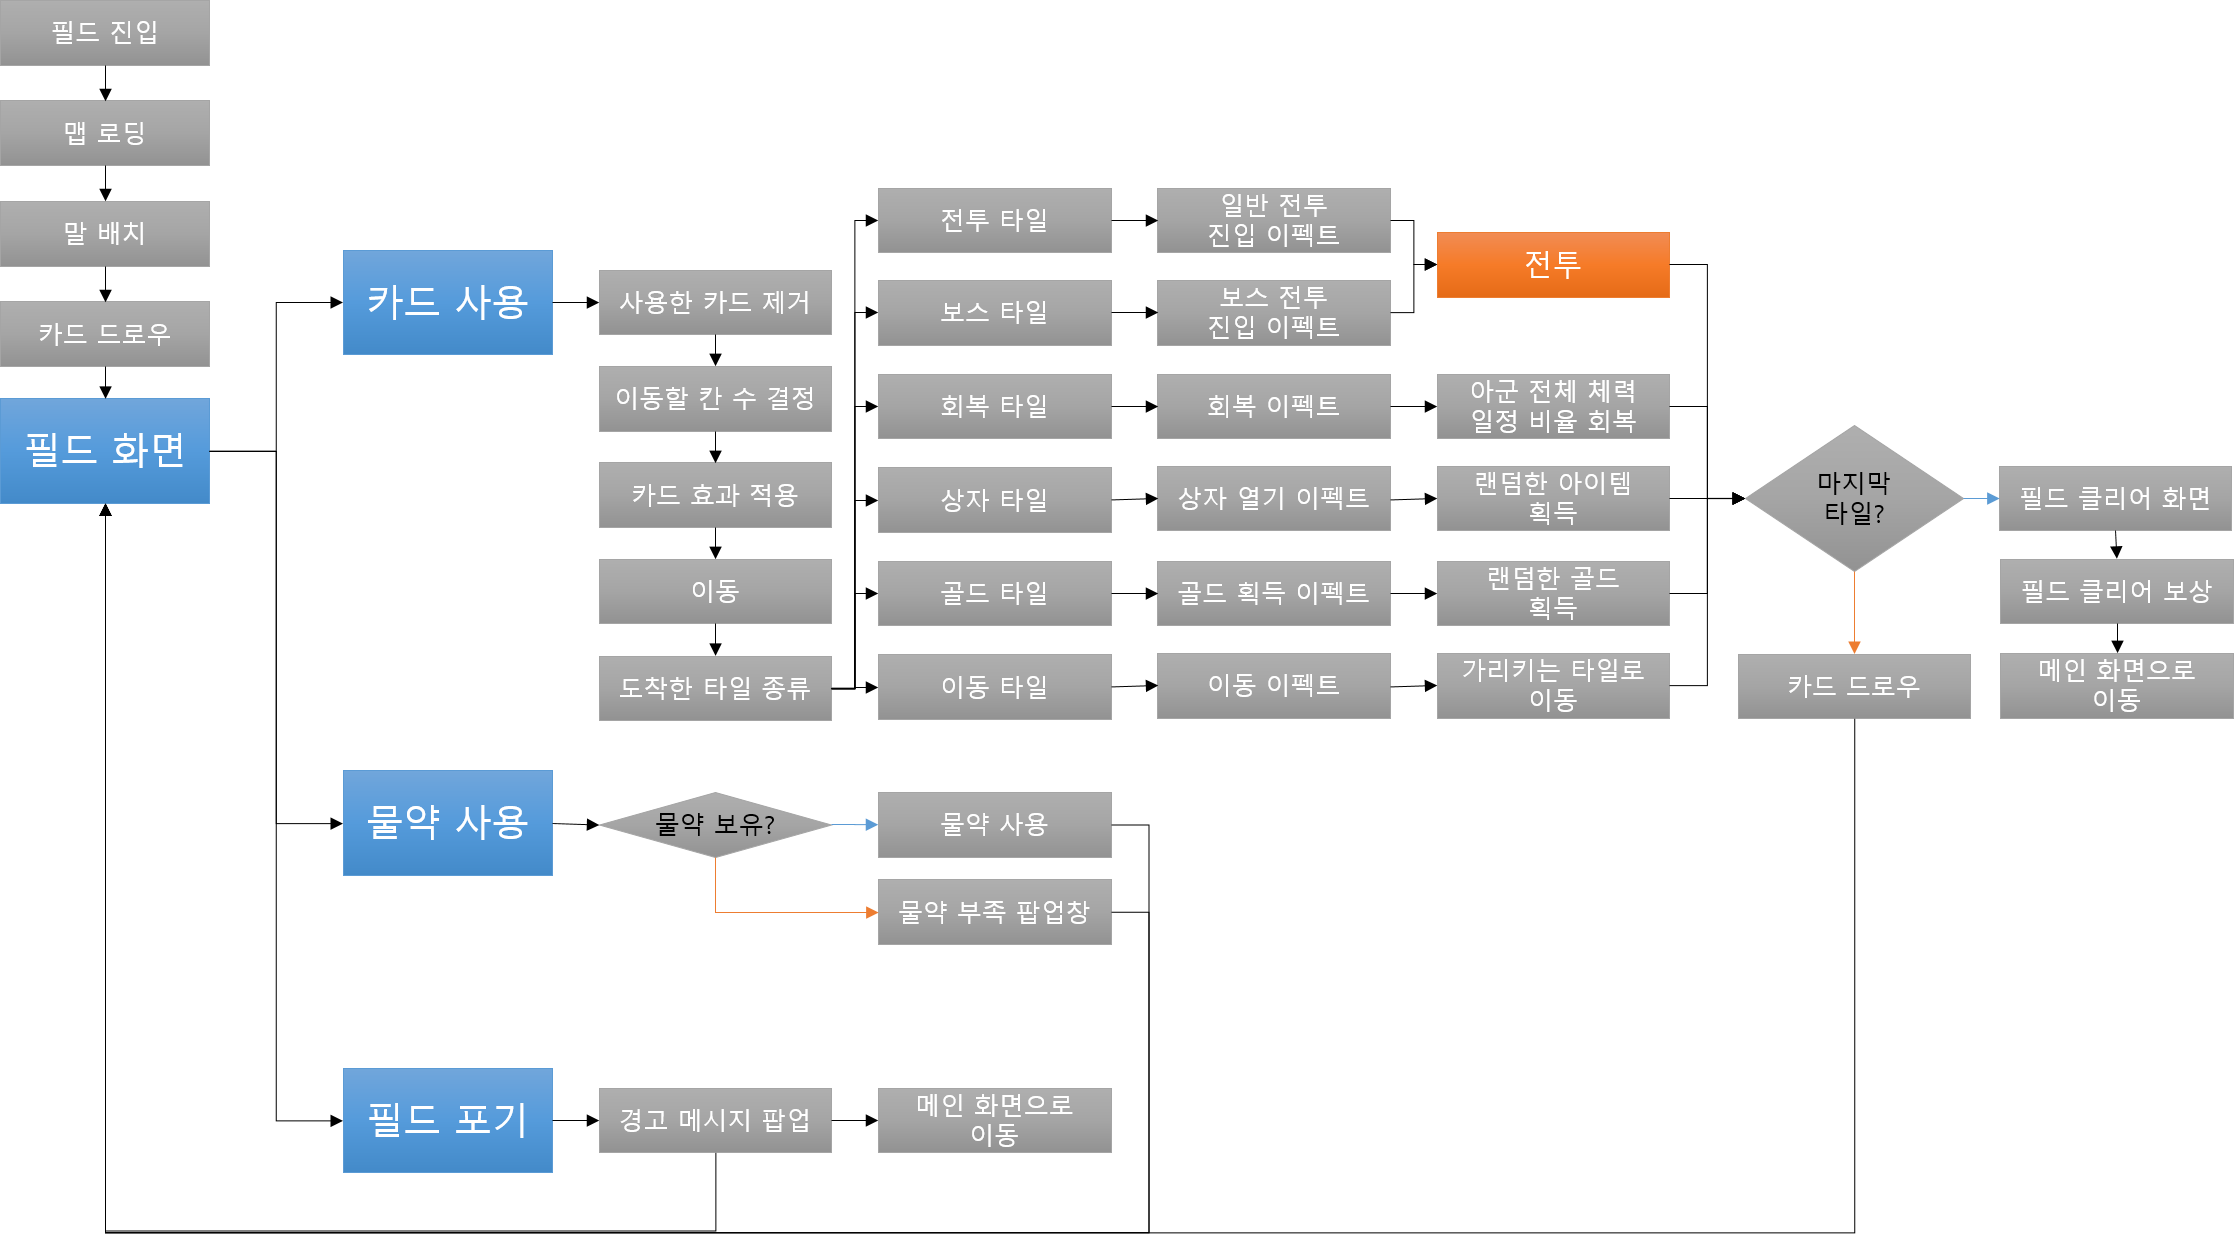 필드 진입
맵 로딩
말 배치
카드 드로우
필드 화면
카드 사용
사용한 카드 제거
이동할 칸 수 결정
카드 효과 적용
이동
도착한 타일 종류
전투 타일
일반 전투
진입 이펙트
보스 타일
보스 전투
진입 이펙트
전투
회복 타일
회복 이펙트
아군 전체 체력
일정 비율 회복
상자 타일
상자 열기 이펙트
랜덤한 아이템
획득
골드 타일
골드 획득 이펙트
랜덤한 골드
획득
이동 타일
이동 이펙트
가리키는 타일로
이동
마지막
타일?
필드 클리어 화면
필드 클리어 보상
메인 화면으로
이동
카드 드로우
물약 사용
물약 보유?
물약 사용
물약 부족 팝업창
필드 포기
경고 메시지 팝업
메인 화면으로
이동